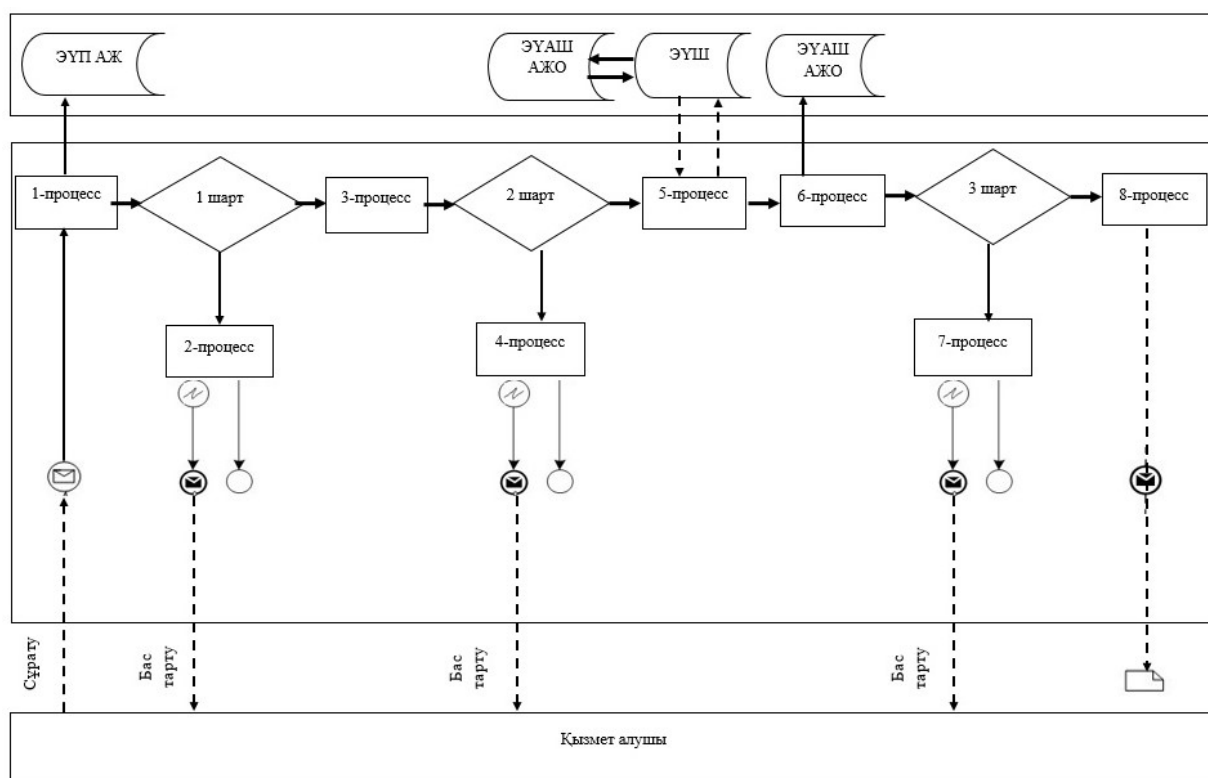 ЭҮП АЖ
ЭҮАШ
АЖО
ЭҮШ
ЭҮАШ
АЖО
1-процесс
1 шарт
3-процесс
2 шарт
5-процесс
6-процесс
3 шарт
8-процесс
2-процесс
4-процесс
7-процесс
Сұрату
Бас
тарту
Бас
тарту
Бас
тарту
Қызмет алушы